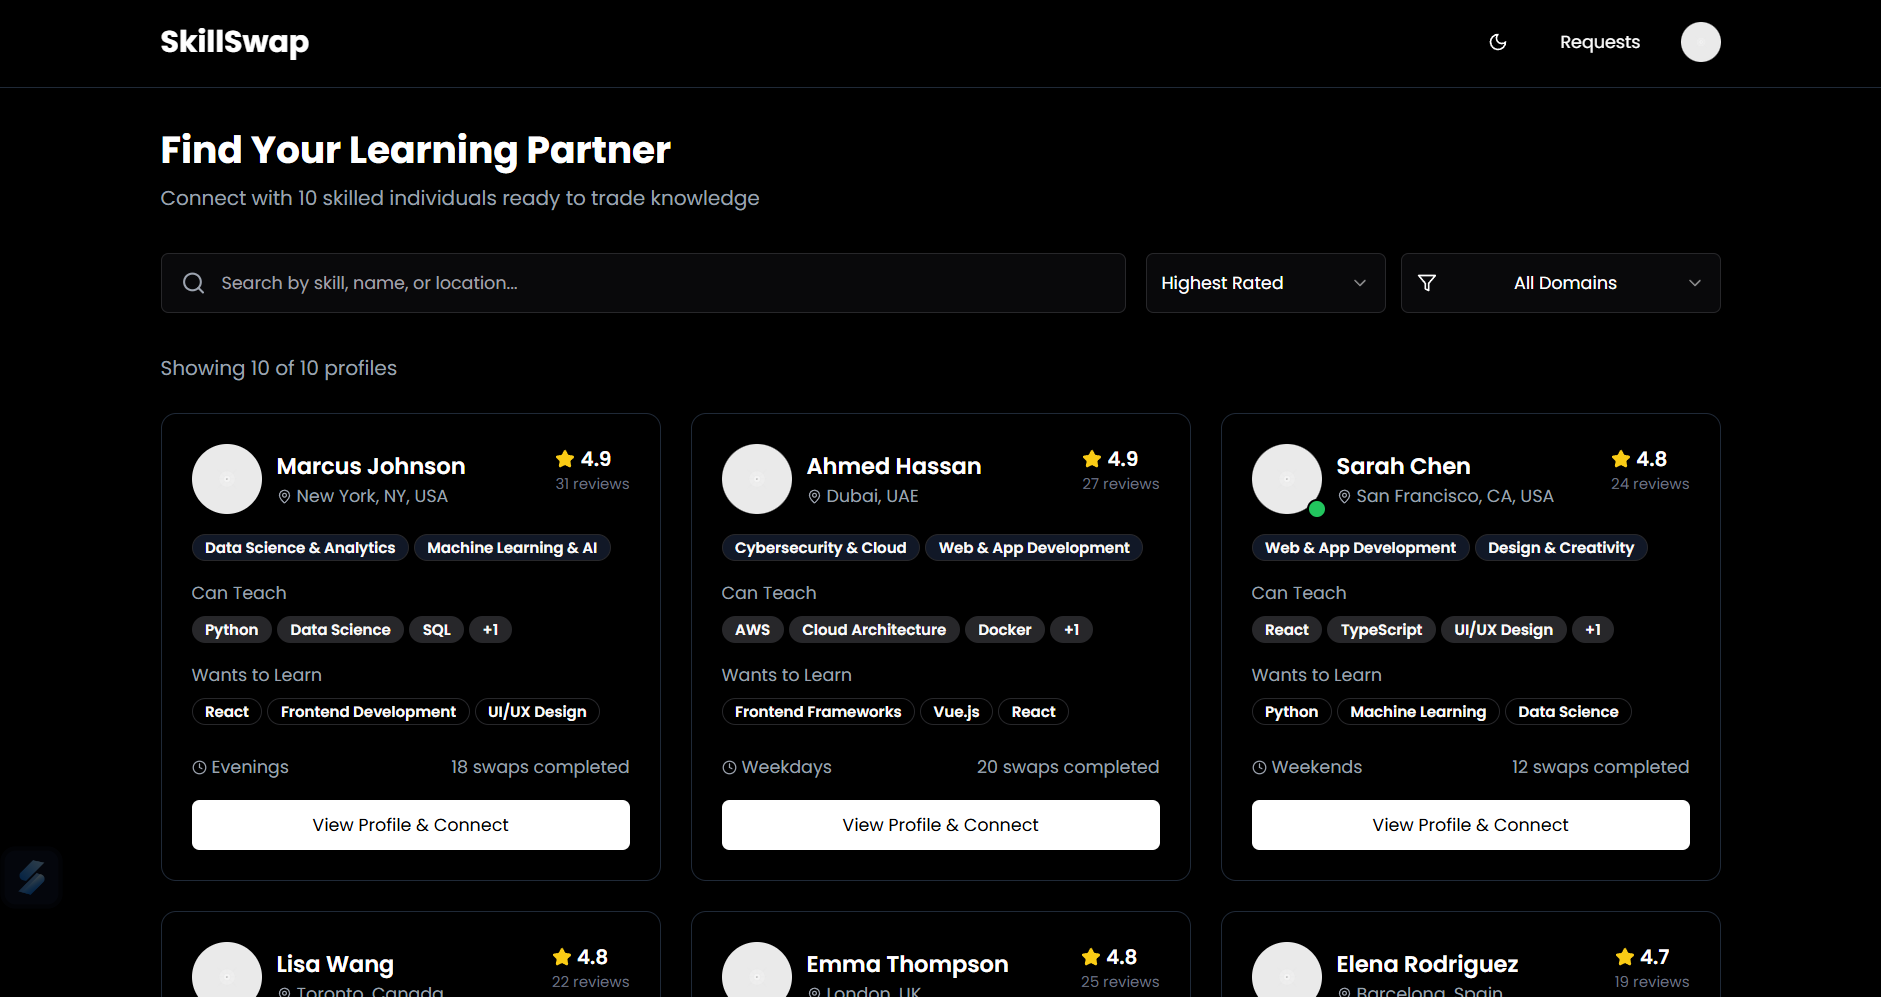 SkillSwap
Requests
Find Your Learning Partner
Connect with 10 skilled individuals ready to trade knowledge
Search by skill, name, or location...
Highest Rated
All Domains
Showing 10 of 10 profiles
Marcus Johnson
4.9
New York, NY, USA
31 reviews
Data Science & Analytics
Machine Learning & AI
Can Teach
Python
Data Science
SQL
+1
Wants to Learn
React
Frontend Development
UI/UX Design
Evenings
18 swaps completed
View Profile & Connect
Ahmed Hassan
4.9
Dubai, UAE
27 reviews
Cybersecurity & Cloud
Web & App Development
Can Teach
AWS
Cloud Architecture
Docker
+1
Wants to Learn
Frontend Frameworks
Vue.js
React
Weekdays
20 swaps completed
View Profile & Connect
Sarah Chen
4.8
San Francisco, CA, USA
24 reviews
Web & App Development
Design & Creativity
Can Teach
React
TypeScript
UI/UX Design
+1
Wants to Learn
Python
Machine Learning
Data Science
Weekends
12 swaps completed
View Profile & Connect
Lisa Wang
4.8
Toronto, Canada
22 reviews
Emma Thompson
4.8
London, UK
25 reviews
Elena Rodriguez
4.7
Barcelona, Spain
19 reviews